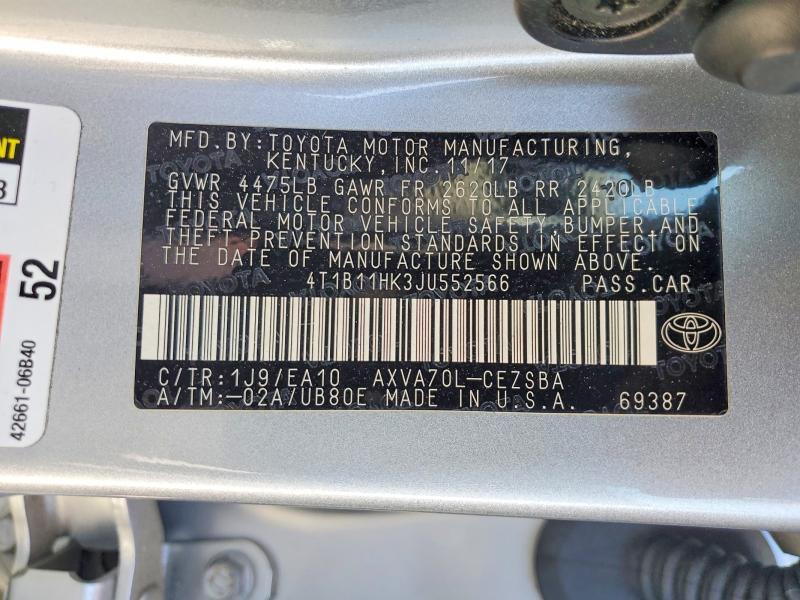 MFD. BY: TOYOTA MOTOR MANUFACTURING,
KENTUCKY, INC. 11/17
GVWR 4475LB GAWR FR 2620LB RR 2420LB
THIS VEHICLE CONFORMS TO ALL APPLICABLE
FEDERAL MOTOR VEHICLE SAFETY, BUMPER, AND
THEFT PREVENTION STANDARDS IN EFFECT ON
THE DATE OF MANUFACTURE SHOWN ABOVE.
4T1B11HK3JU552566 PASS. CAR
C/TR: 1J9/EA10 AXVA70L-CEZSBA
A/TM: -02A/UB80E MADE IN U.S.A. 69387
52
42661-06B40